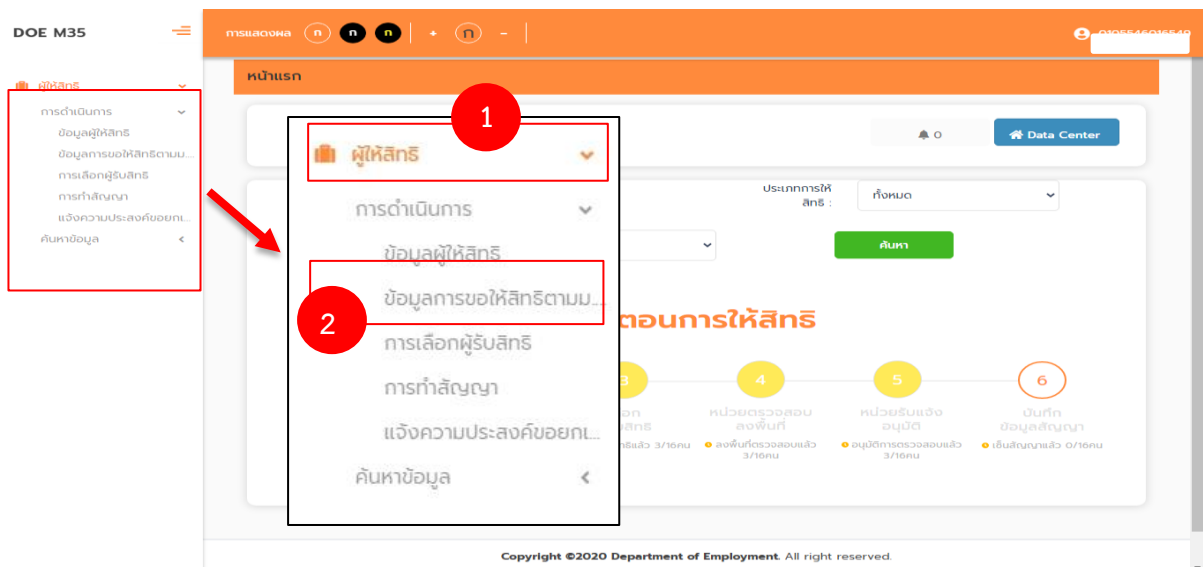 DOE M35
การแสดงผล ก ก ก + ก -
หน้าแรก
ผู้ให้สิทธิ
การดำเนินการ
ข้อมูลผู้ให้สิทธิ
ข้อมูลการขอให้สิทธิตามม...
การเลือกผู้รับสิทธิ
การทำสัญญา
แจ้งความประสงค์ขอยกเ...
ค้นหาข้อมูล
1
ผู้ให้สิทธิ
การดำเนินการ
ข้อมูลผู้ให้สิทธิ
ข้อมูลการขอให้สิทธิตามม...
2
การเลือกผู้รับสิทธิ
การทำสัญญา
แจ้งความประสงค์ขอยกเ...
ค้นหาข้อมูล
0
Data Center
ประเภทการให้
สิทธิ :
ทั้งหมด
ค้นหา
ตอนการให้สิทธิ
3 4 5 6
หน่วยตรวจสอบ
ลงพื้นที่
ลงพื้นที่ตรวจสอบแล้ว
3/16คน
หน่วยรับแจ้ง
อนุมัติ
อนุมัติการตรวจสอบแล้ว
3/16คน
บันทึก
ข้อมูลสัญญา
เซ็นสัญญาแล้ว 0/16คน
Copyright ©2020 Department of Employment. All right reserved.